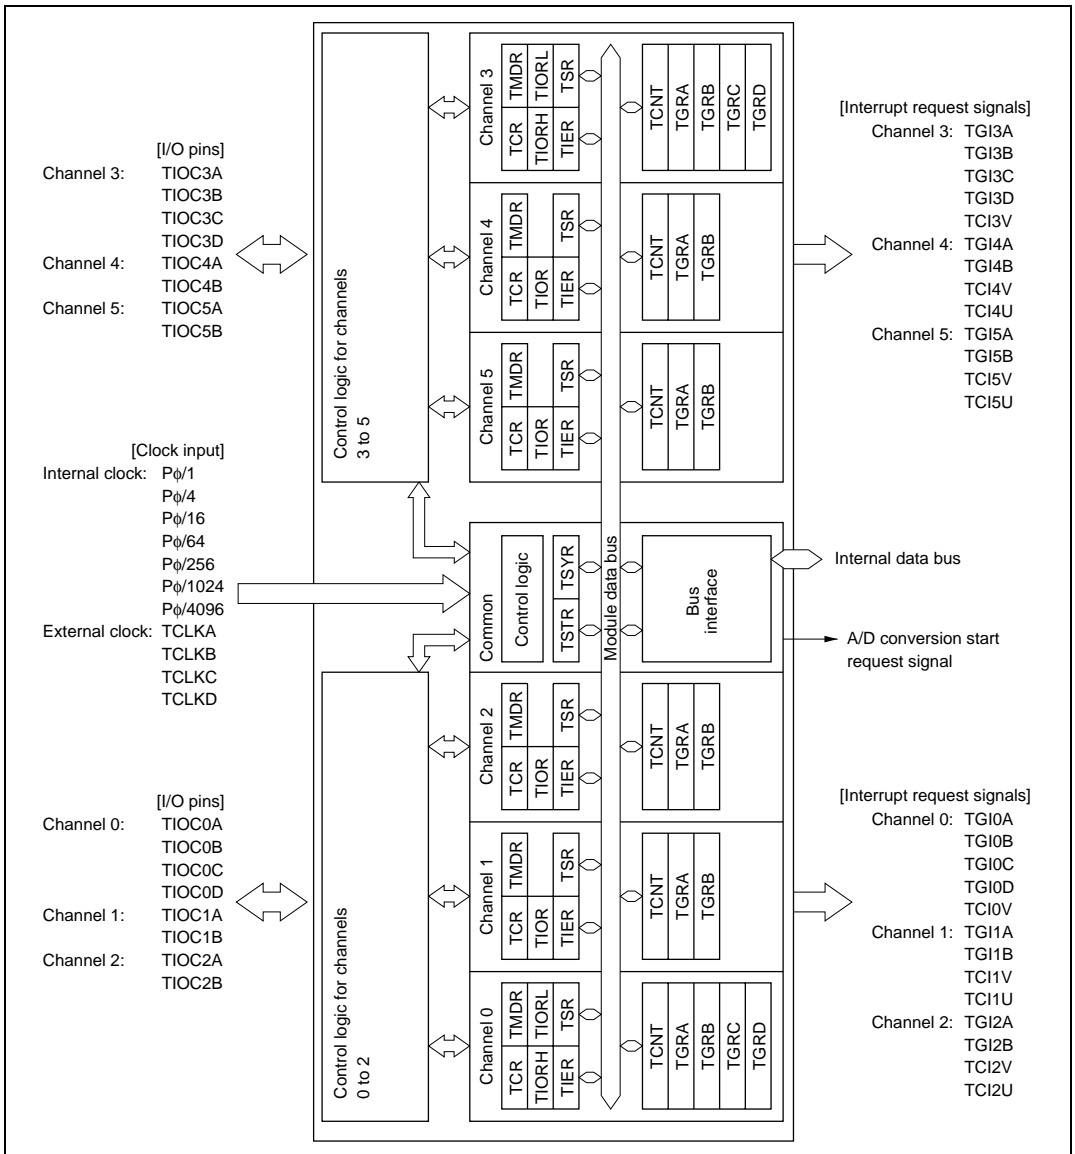 [I/O pins]
Channel 3: TIOC3A
TIOC3B
TIOC3C
TIOC3D
Channel 4: TIOC4A
TIOC4B
Channel 5: TIOC5A
TIOC5B
[Clock input]
Internal clock: Pφ/1
Pφ/4
Pφ/16
Pφ/64
Pφ/256
Pφ/1024
Pφ/4096
External clock: TCLKA
TCLKB
TCLKC
TCLKD
[I/O pins]
Channel 0: TIOC0A
TIOC0B
TIOC0C
TIOC0D
Channel 1: TIOC1A
TIOC1B
Channel 2: TIOC2A
TIOC2B
Control logic for channels
3 to 5
Control logic for channels
0 to 2
Channel 3
TCR TMDR
TIORH TIORL
TIER TSR
TCNT
TGRA
TGRB
TGRC
TGRD
Channel 4
TCR TMDR
TIOR
TIER TSR
TCNT
TGRA
TGRB
Channel 5
TCR TMDR
TIOR
TIER TSR
TCNT
TGRA
TGRB
Common
Control logic
TSTR TSYR
Module data bus
Bus
interface
Channel 2
TCR TMDR
TIOR
TIER TSR
TCNT
TGRA
TGRB
Channel 1
TCR TMDR
TIOR
TIER TSR
TCNT
TGRA
TGRB
Channel 0
TCR TMDR
TIORH TIORL
TIER TSR
TCNT
TGRA
TGRB
TGRC
TGRD
[Interrupt request signals]
Channel 3: TGI3A
TGI3B
TGI3C
TGI3D
TCI3V
Channel 4: TGI4A
TGI4B
TCI4V
TCI4U
Channel 5: TGI5A
TGI5B
TCI5V
TCI5U
Internal data bus
A/D conversion start
request signal
[Interrupt request signals]
Channel 0: TGI0A
TGI0B
TGI0C
TGI0D
TCI0V
Channel 1: TGI1A
TGI1B
TCI1V
TCI1U
Channel 2: TGI2A
TGI2B
TCI2V
TCI2U